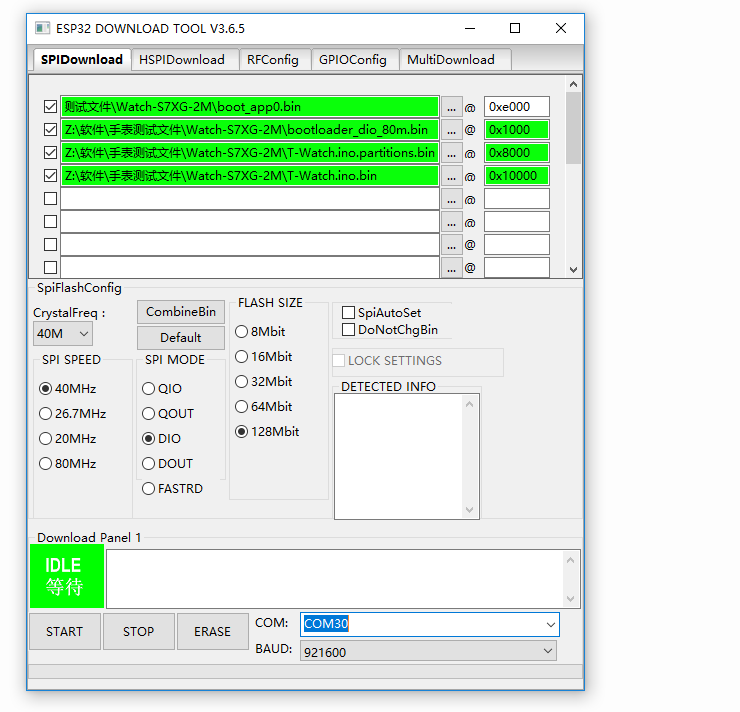 ESP32 DOWNLOAD TOOL V3.6.5
SPIDownload HSPIDownload RFConfig GPIOConfig MultiDownload
测试文件\Watch-S7XG-2M\boot_app0.bin ... @ 0xe000
Z:\软件\手表测试文件\Watch-S7XG-2M\bootloader_dio_80m.bin ... @ 0x1000
Z:\软件\手表测试文件\Watch-S7XG-2M\T-Watch.ino.partitions.bin ... @ 0x8000
Z:\软件\手表测试文件\Watch-S7XG-2M\T-Watch.ino.bin ... @ 0x10000
... @
... @
... @
... @
SpiFlashConfig
CrystalFreq :
40M
CombineBin
Default
SPI SPEED
40MHz
26.7MHz
20MHz
80MHz
SPI MODE
QIO
QOUT
DIO
DOUT
FASTRD
FLASH SIZE
8Mbit
16Mbit
32Mbit
64Mbit
128Mbit
SpiAutoSet
DoNotChgBin
LOCK SETTINGS
DETECTED INFO
Download Panel 1
IDLE
等待
START STOP ERASE
COM: COM30
BAUD: 921600